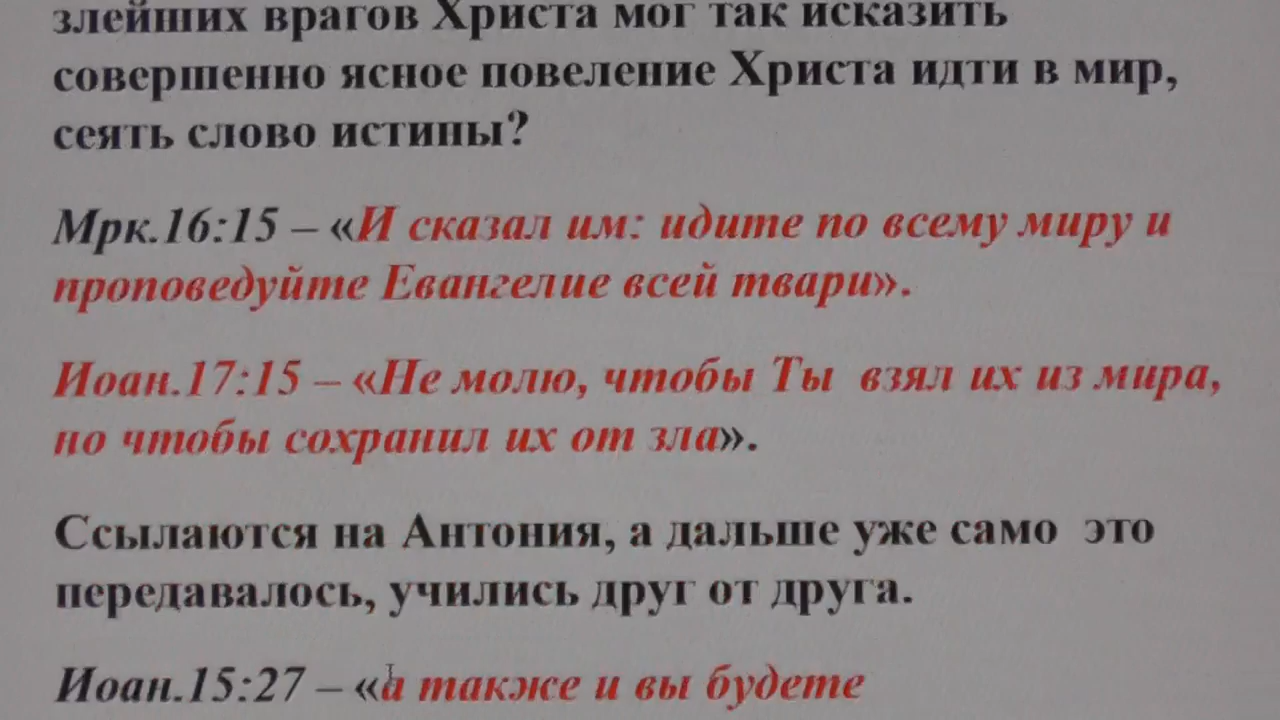 злейших врагов Христа мог так исказить
совершенно ясное повеление Христа идти в мир,
сеять слово истины?
Мрк.16:15 – «И сказал им: идите по всему миру и
проповедуйте Евангелие всей твари».
Иоан.17:15 – «Не молю, чтобы Ты взял их из мира,
но чтобы сохранил их от зла».
Ссылаются на Антония, а дальше уже само это
передавалось, учились друг от друга.
Иоан.15:27 – «а также и вы будете